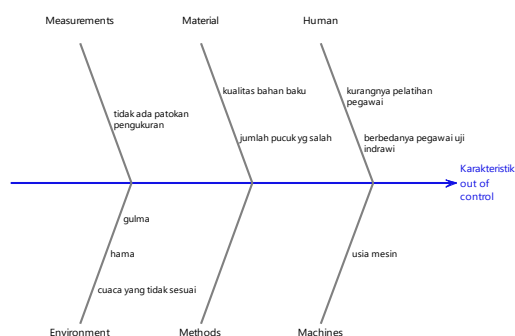 Measurements
Material
Human
kualitas bahan baku
kurangnya pelatihan
pegawai
tidak ada patokan
pengukuran
jumlah pucuk yg salah
berbedanya pegawai uji
indrawi
Karakteristik
out of
control
gulma
hama
usia mesin
cuaca yang tidak sesuai
Environment
Methods
Machines